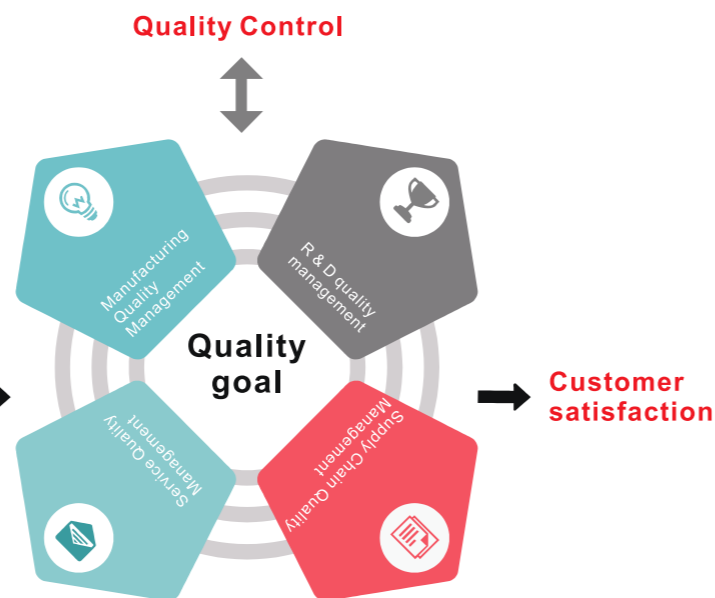 Quality Control
Manufacturing
Quality
Management
R & D quality
management
Quality
goal
Customer
satisfaction
Service Quality
Management
Supply Chain Quality
Management